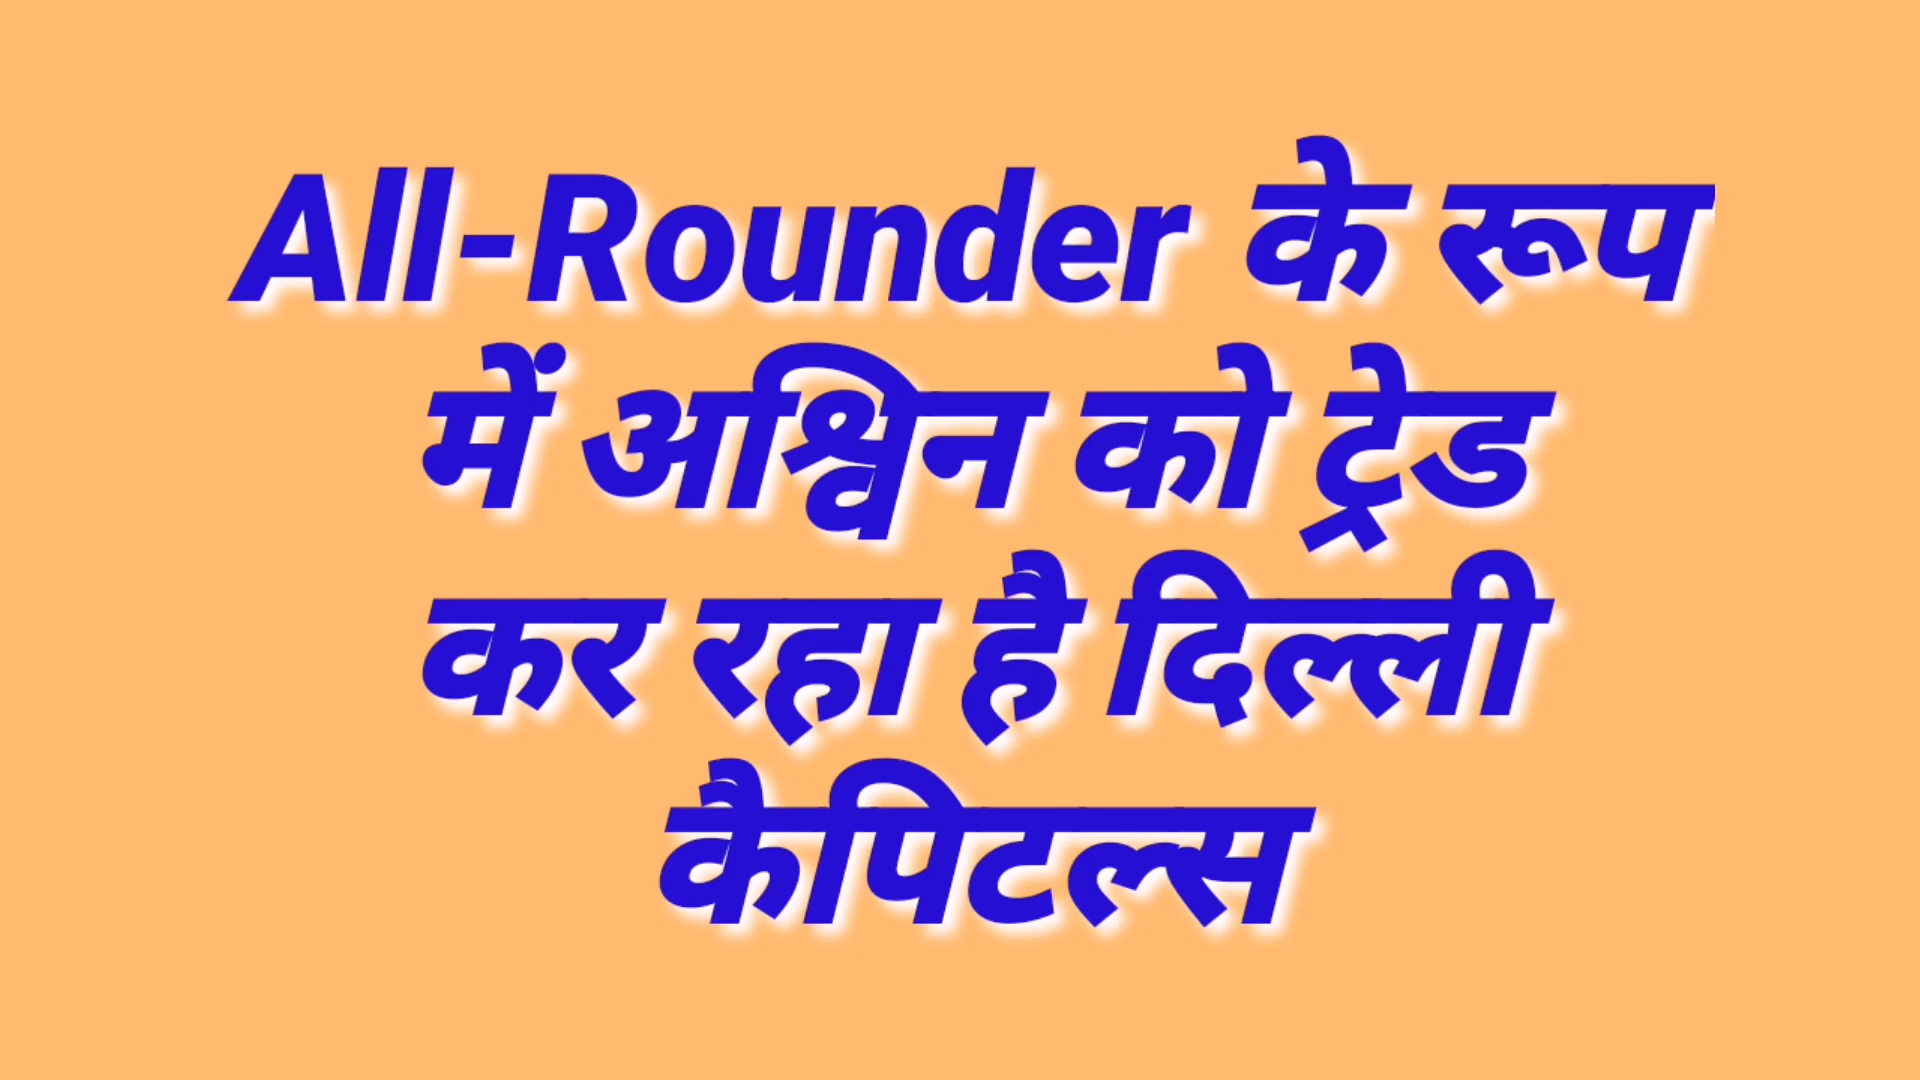 All-Rounder के रूप
में अश्विन को ट्रेड
कर रहा है दिल्ली
कैपिटल्स